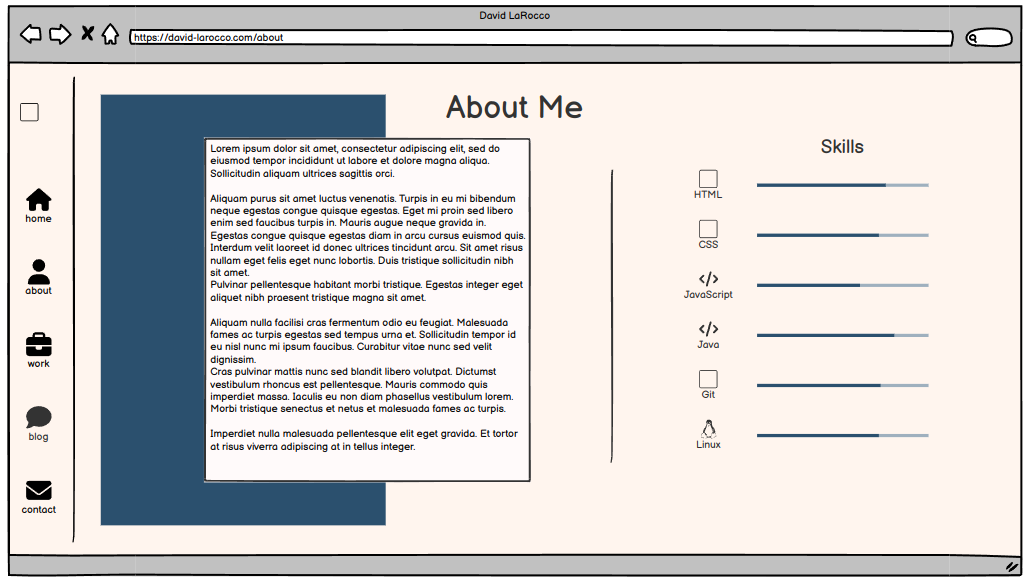 David LaRocco
https://david-larocco.com/about
home
about
work
blog
contact
About Me
Lorem ipsum dolor sit amet, consectetur adipiscing elit, sed do
eiusmod tempor incididunt ut labore et dolore magna aliqua.
Sollicitudin aliquam ultrices sagittis orci.
Aliquam purus sit amet luctus venenatis. Turpis in eu mi bibendum
neque egestas congue quisque egestas. Eget mi proin sed libero
enim sed faucibus turpis in. Mauris augue neque gravida in.
Egestas congue quisque egestas diam in arcu cursus euismod quis.
Interdum velit laoreet id donec ultrices tincidunt arcu. Sit amet risus
nullam eget felis eget nunc lobortis. Duis tristique sollicitudin nibh
sit amet.
Pulvinar pellentesque habitant morbi tristique. Egestas integer eget
aliquet nibh praesent tristique magna sit amet.
Aliquam nulla facilisi cras fermentum odio eu feugiat. Malesuada
fames ac turpis egestas sed tempus urna et. Sollicitudin tempor id
eu nisl nunc mi ipsum faucibus. Curabitur vitae nunc sed velit
dignissim.
Cras pulvinar mattis nunc sed blandit libero volutpat. Dictumst
vestibulum rhoncus est pellentesque. Mauris commodo quis
imperdiet massa. Iaculis eu non diam phasellus vestibulum lorem.
Morbi tristique senectus et netus et malesuada fames ac turpis.
Imperdiet nulla malesuada pellentesque elit eget gravida. Et tortor
at risus viverra adipiscing at in tellus integer.
Skills
HTML
CSS
</>
JavaScript
</>
Java
Git
Linux